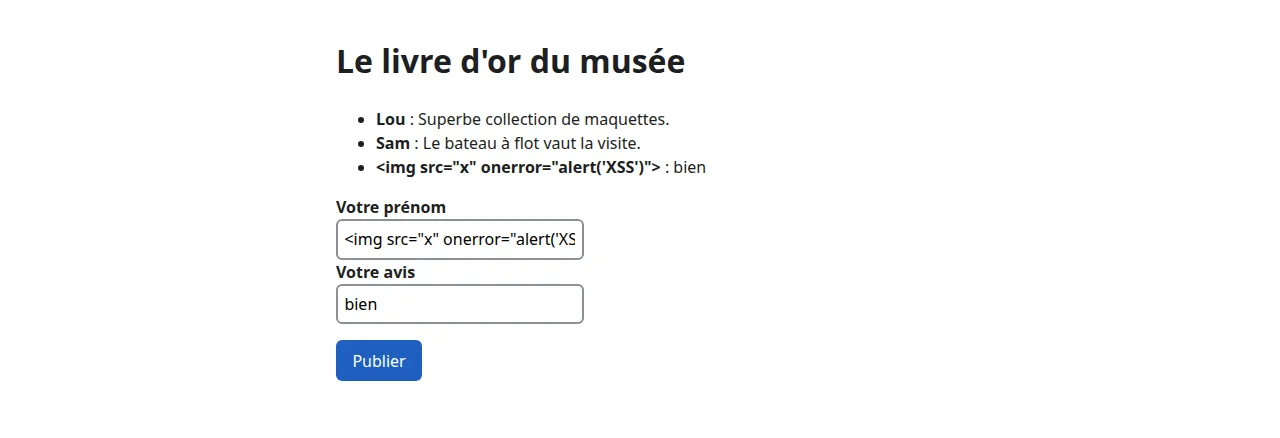 Le livre d'or du musée
Lou : Superbe collection de maquettes.
Sam : Le bateau à flot vaut la visite.
<img src="x" onerror="alert('XSS')"> : bien
Votre prénom
<img src="x" onerror="alert('XS
Votre avis
bien
Publier